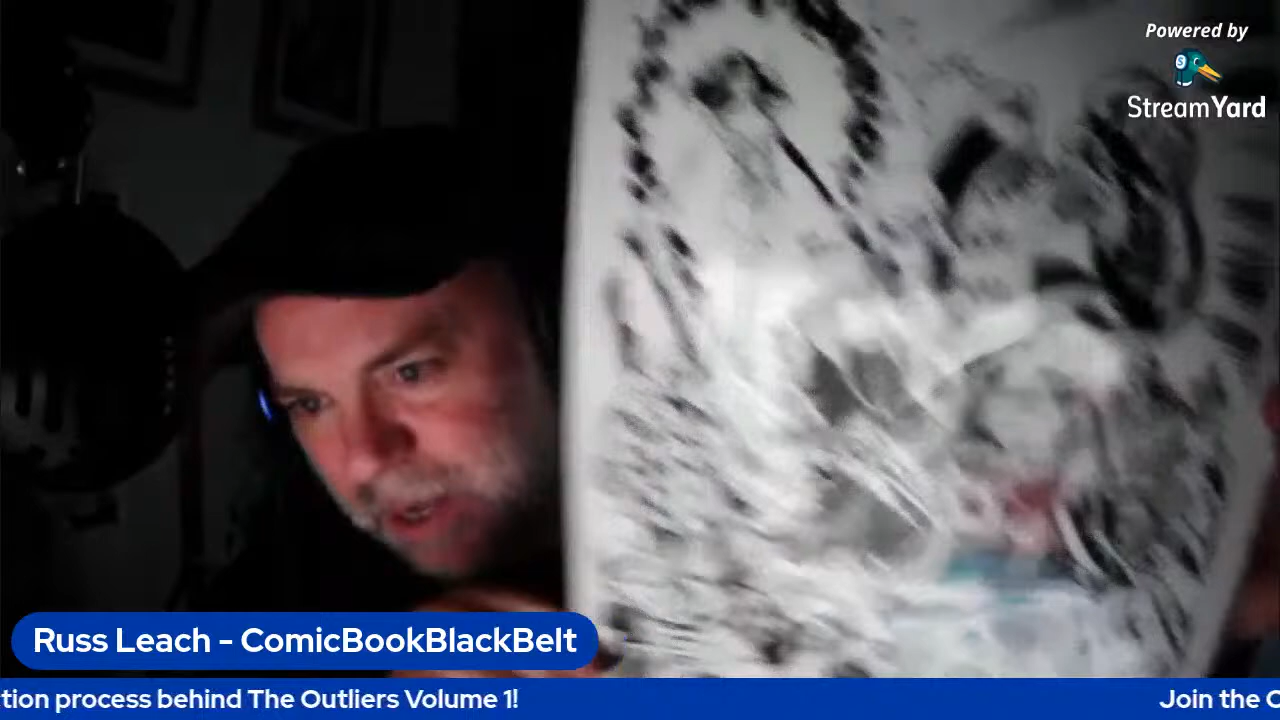 Powered by
StreamYard
Russ Leach - ComicBookBlackBelt
tion process behind The Outliers Volume 1!
Join the C